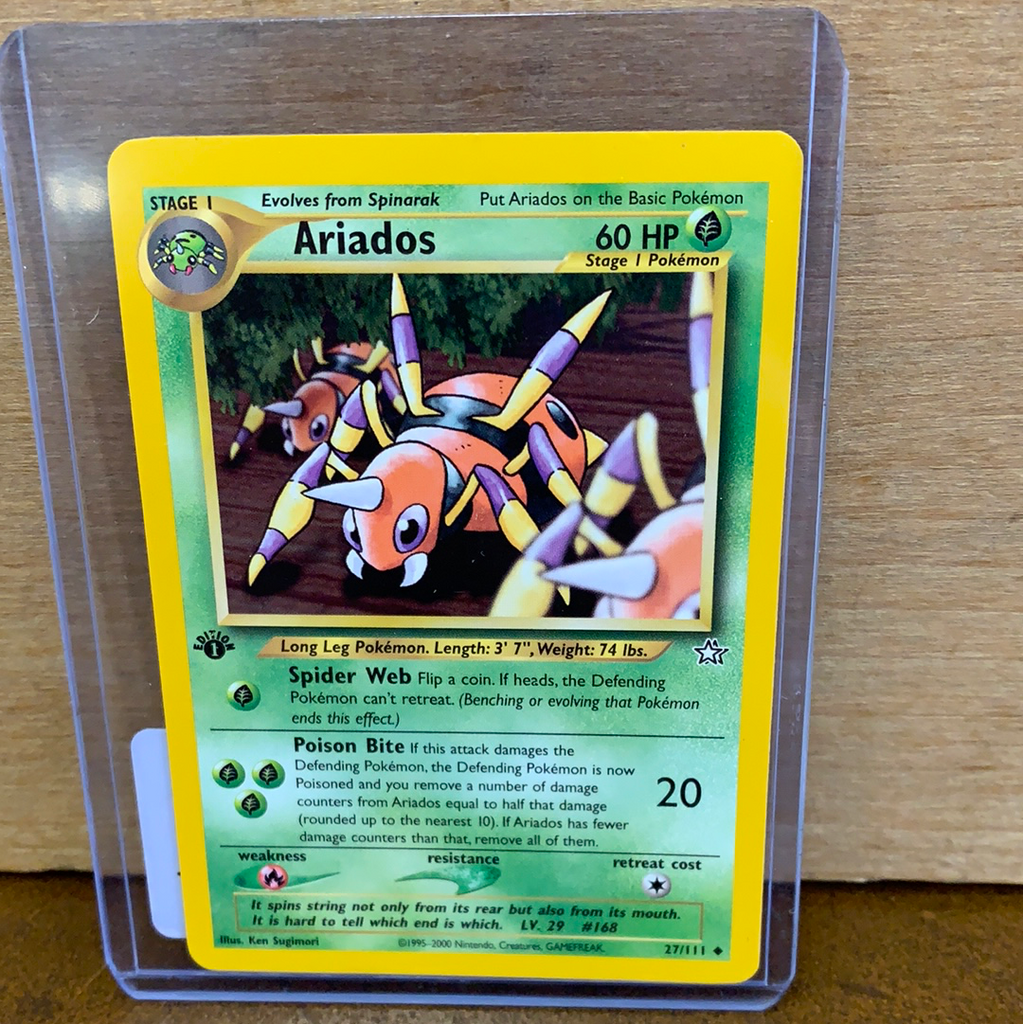 STAGE 1 Evolves from Spinarak Put Ariados on the Basic Pokémon
Ariados 60 HP
Stage 1 Pokémon
EDITION 1
Long Leg Pokémon. Length: 3' 7", Weight: 74 lbs.
Spider Web Flip a coin. If heads, the Defending
Pokémon can't retreat. (Benching or evolving that Pokémon
ends this effect.)
Poison Bite If this attack damages the
Defending Pokémon, the Defending Pokémon is now
Poisoned and you remove a number of damage
counters from Ariados equal to half that damage
(rounded up to the nearest 10). If Ariados has fewer
damage counters than that, remove all of them.
20
weakness resistance retreat cost
It spins string not only from its rear but also from its mouth.
It is hard to tell which end is which. LV. 29 #168
Illus. Ken Sugimori ©1995-2000 Nintendo, Creatures, GAMEFREAK. 27/111